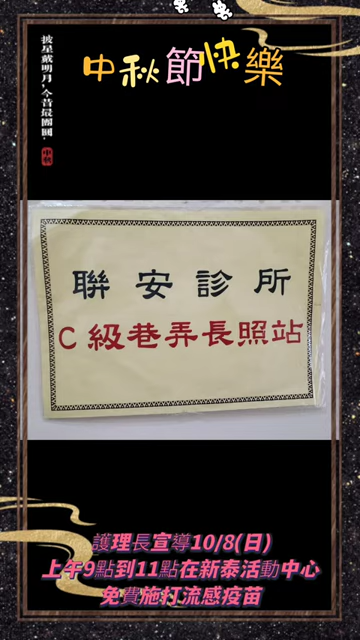 中秋節快樂
披星戴明月,今昔最團圓.
中秋
聯安診所
C級巷弄長照站
護理長宣導10/8(日)
上午9點到11點在新泰活動中心
免費施打流感疫苗